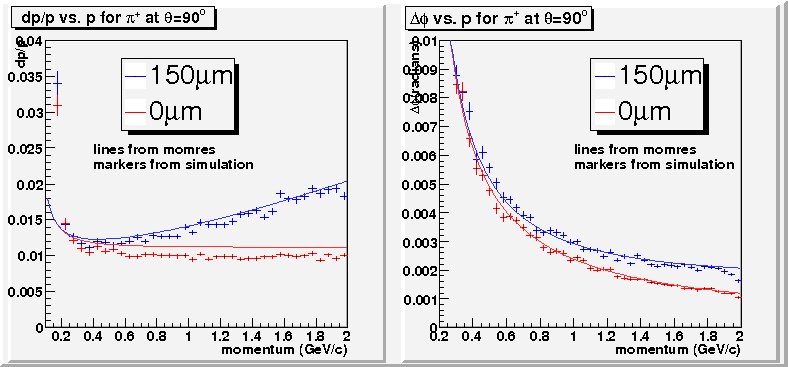 dp/p vs. p for π⁺ at θ=90°
dp/p
0.04
0.035
0.03
0.025
0.02
0.015
0.01
0.005
0
150μm
0μm
lines from momres
markers from simulation
0.2 0.4 0.6 0.8 1 1.2 1.4 1.6 1.8 2
momentum (GeV/c)
Δϕ vs. p for π⁺ at θ=90°
Δϕ(radians)
0.01
0.009
0.008
0.007
0.006
0.005
0.004
0.003
0.002
0.001
0
150μm
0μm
lines from momres
markers from simulation
0.2 0.4 0.6 0.8 1 1.2 1.4 1.6 1.8 2
momentum (GeV/c)